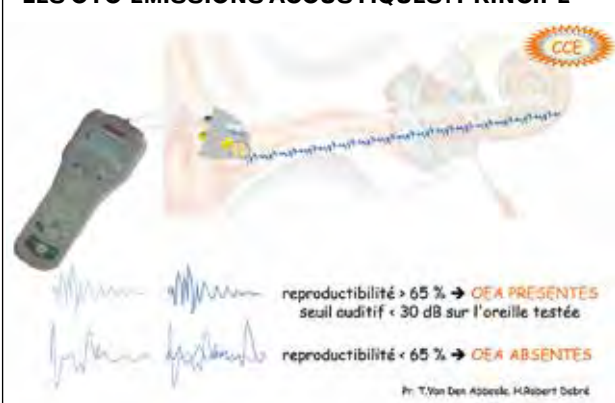 LES OTO-EMISSIONS ACOUSTIQUES: PRINCIPE
CCE
reproductibilité > 65 % → OEA PRESENTES
seuil auditif < 30 dB sur l'oreille testée
reproductibilité < 65 % → OEA ABSENTES
Pr. T.Van Den Abbeele, H.Robert Debré